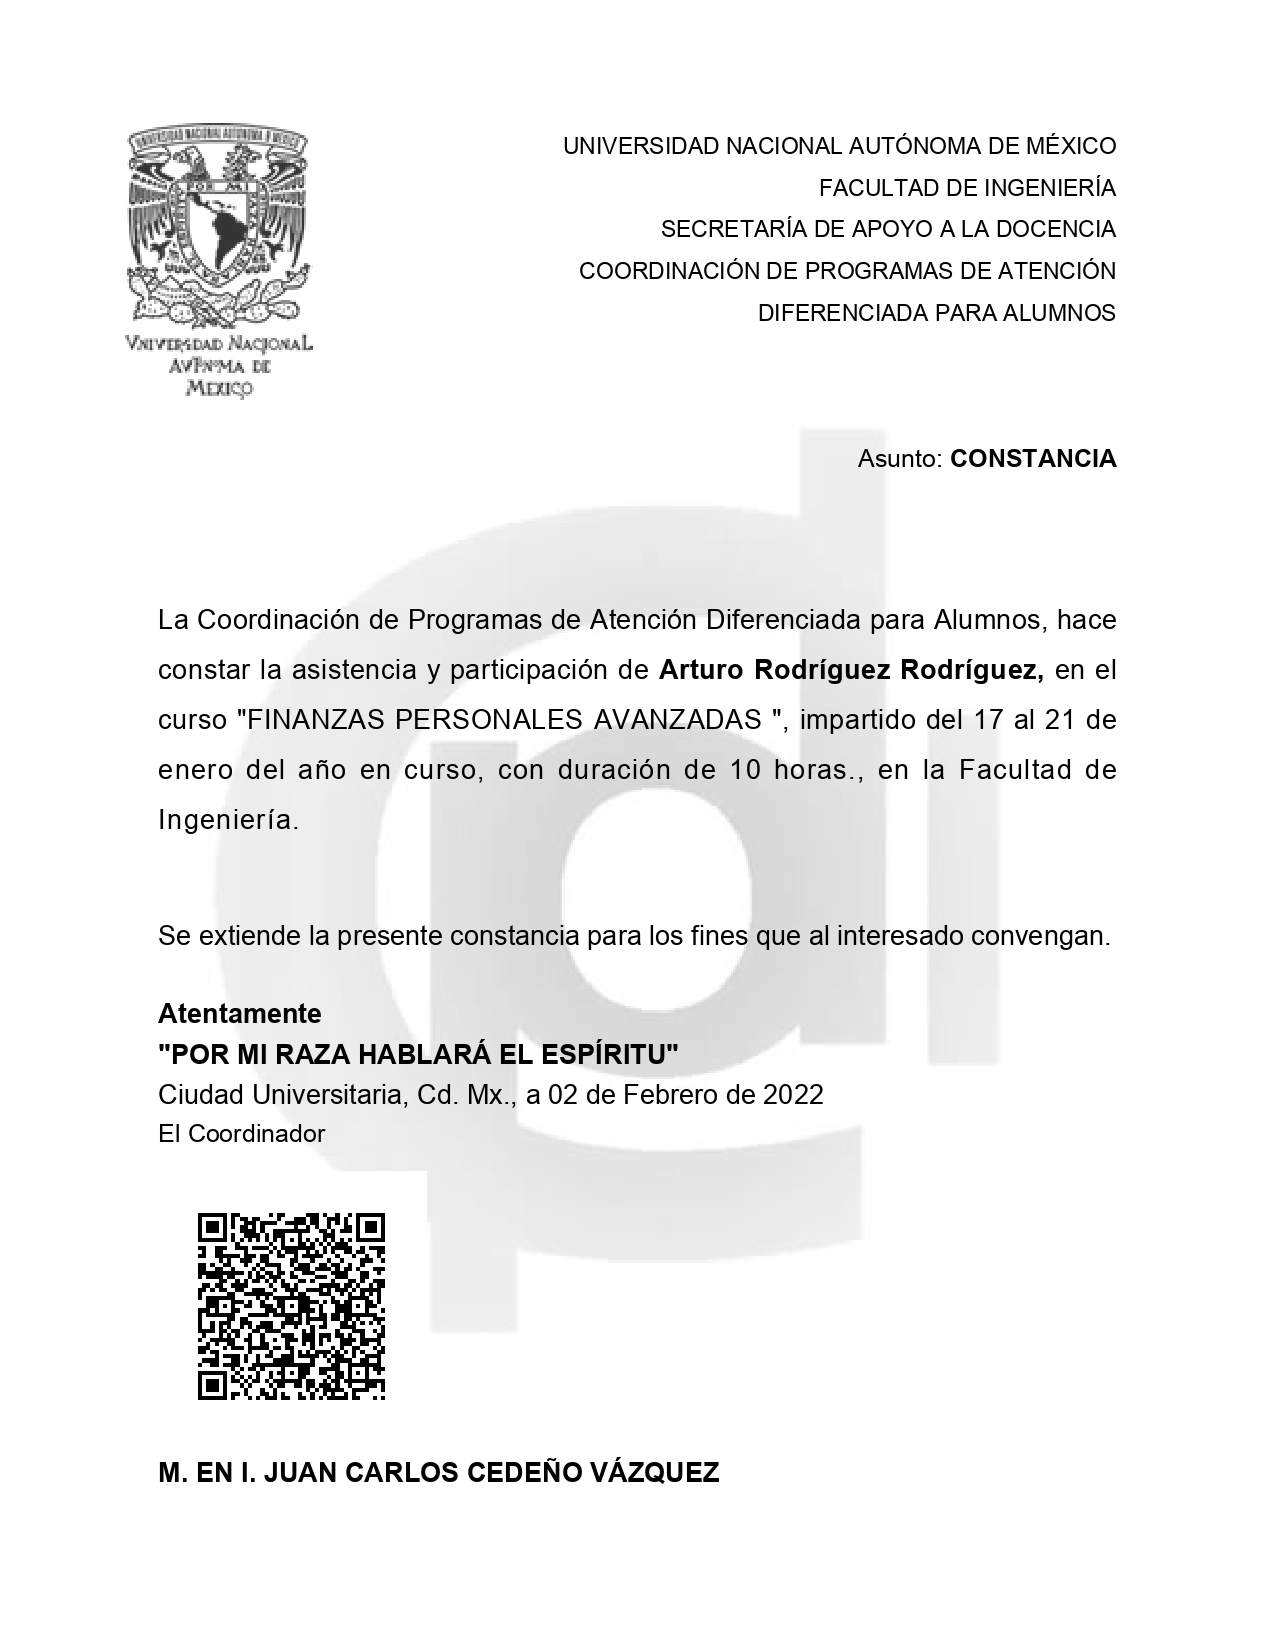 UNIVERSIDAD NACIONAL AUTÓNOMA DE MÉXICO
POR MI RAZA
VNIVERSDAD NACIONAL
AVTNºMA DE
MEXICO
UNIVERSIDAD NACIONAL AUTÓNOMA DE MÉXICO
FACULTAD DE INGENIERÍA
SECRETARÍA DE APOYO A LA DOCENCIA
COORDINACIÓN DE PROGRAMAS DE ATENCIÓN
DIFERENCIADA PARA ALUMNOS
Asunto: CONSTANCIA
La Coordinación de Programas de Atención Diferenciada para Alumnos, hace
constar la asistencia y participación de Arturo Rodríguez Rodríguez, en el
curso "FINANZAS PERSONALES AVANZADAS ", impartido del 17 al 21 de
enero del año en curso, con duración de 10 horas., en la Facultad de
Ingeniería.
Se extiende la presente constancia para los fines que al interesado convengan.
Atentamente
"POR MI RAZA HABLARÁ EL ESPÍRITU"
Ciudad Universitaria, Cd. Mx., a 02 de Febrero de 2022
El Coordinador
M. EN I. JUAN CARLOS CEDEÑO VÁZQUEZ